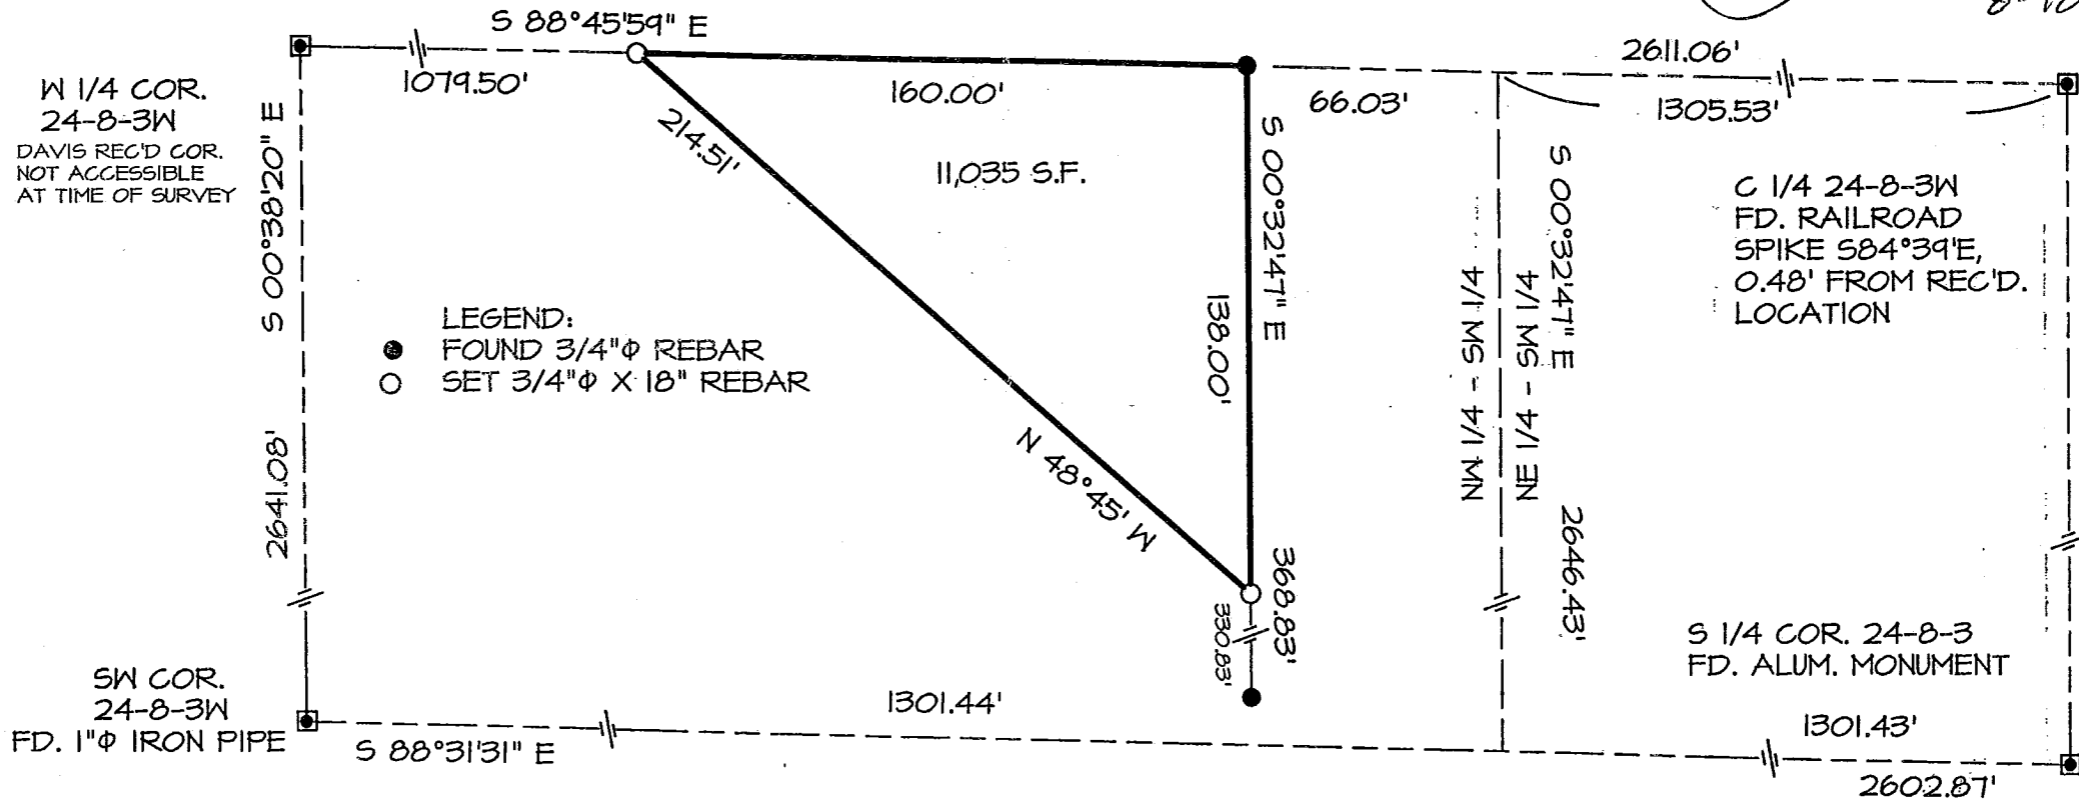 S 88°45'59" E
1079.50'
160.00'
66.03'
2611.06'
1305.53'
W 1/4 COR.
24-8-3W
DAVIS REC'D COR.
NOT ACCESSIBLE
AT TIME OF SURVEY
S 00°38'20" E
2641.08'
214.51'
11,035 S.F.
S 00°32'47" E
138.00'
N 48°45' W
LEGEND:
FOUND 3/4"Φ REBAR
SET 3/4"Φ X 18" REBAR
NW 1/4 - SW 1/4
NE 1/4 - SW 1/4
S 00°32'47" E
2646.43'
C 1/4 24-8-3W
FD. RAILROAD
SPIKE S84°39'E,
0.48' FROM REC'D.
LOCATION
368.83'
330.83'
S 1/4 COR. 24-8-3
FD. ALUM. MONUMENT
SW COR.
24-8-3W
FD. 1"Φ IRON PIPE
S 88°31'31" E
1301.44'
1301.43'
2602.87'